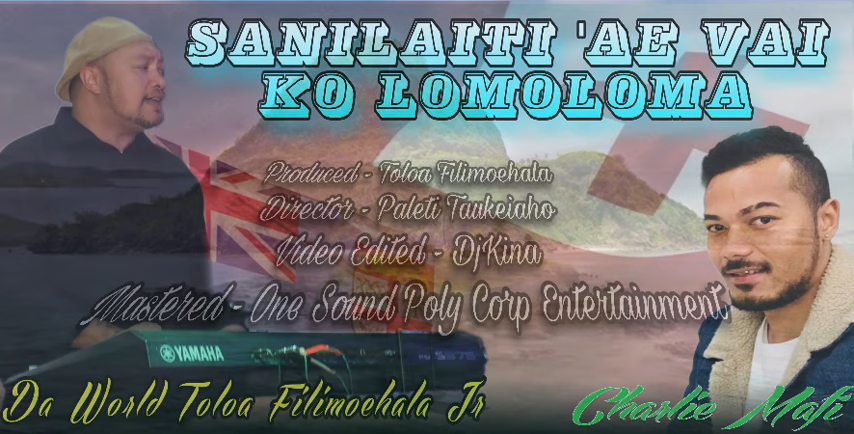 SANILAITI 'AE VAI
KO LOMOLOMA
Produced - Toloa Filimoehala
Director - Paleti Taukeiaho
Video Edited - DjKina
Mastered - One Sound Poly Corp Entertainment
YAMAHA
Da World Toloa Filimoehala Jr
Charlie Mafi